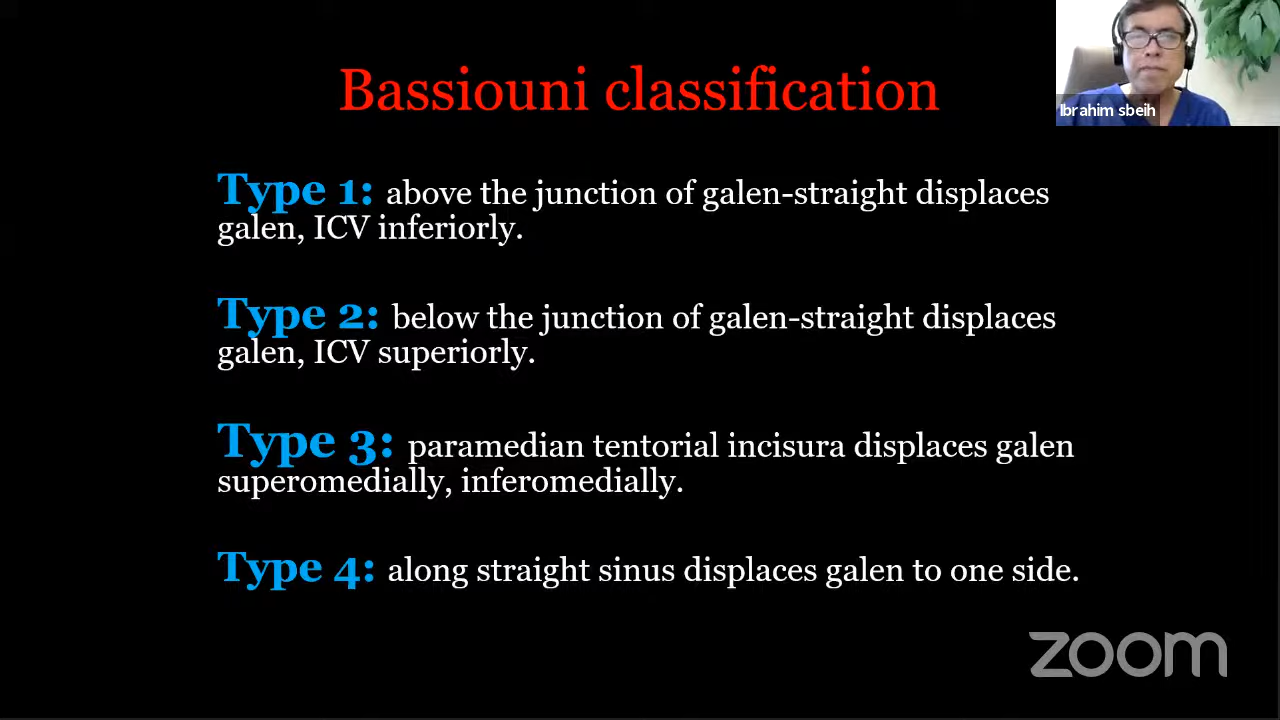 Bassiouni classification
Ibrahim sbeih
Type 1: above the junction of galen-straight displaces
galen, ICV inferiorly.
Type 2: below the junction of galen-straight displaces
galen, ICV superiorly.
Type 3: paramedian tentorial incisura displaces galen
superomedially, inferomedially.
Type 4: along straight sinus displaces galen to one side.
zoom